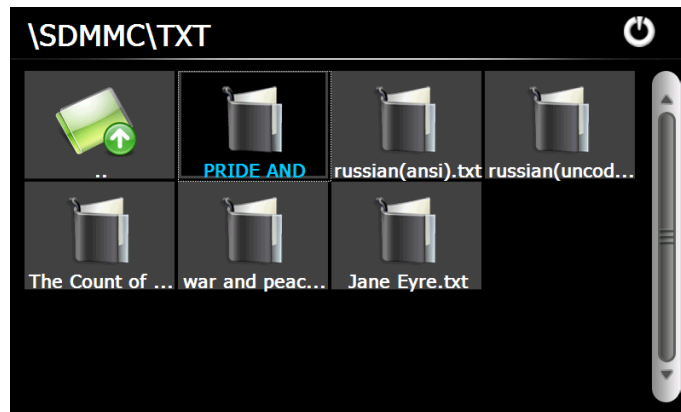 \SDMMC\TXT
..
PRIDE AND
russian(ansi).txt
russian(uncod...
The Count of ...
war and peac...
Jane Eyre.txt